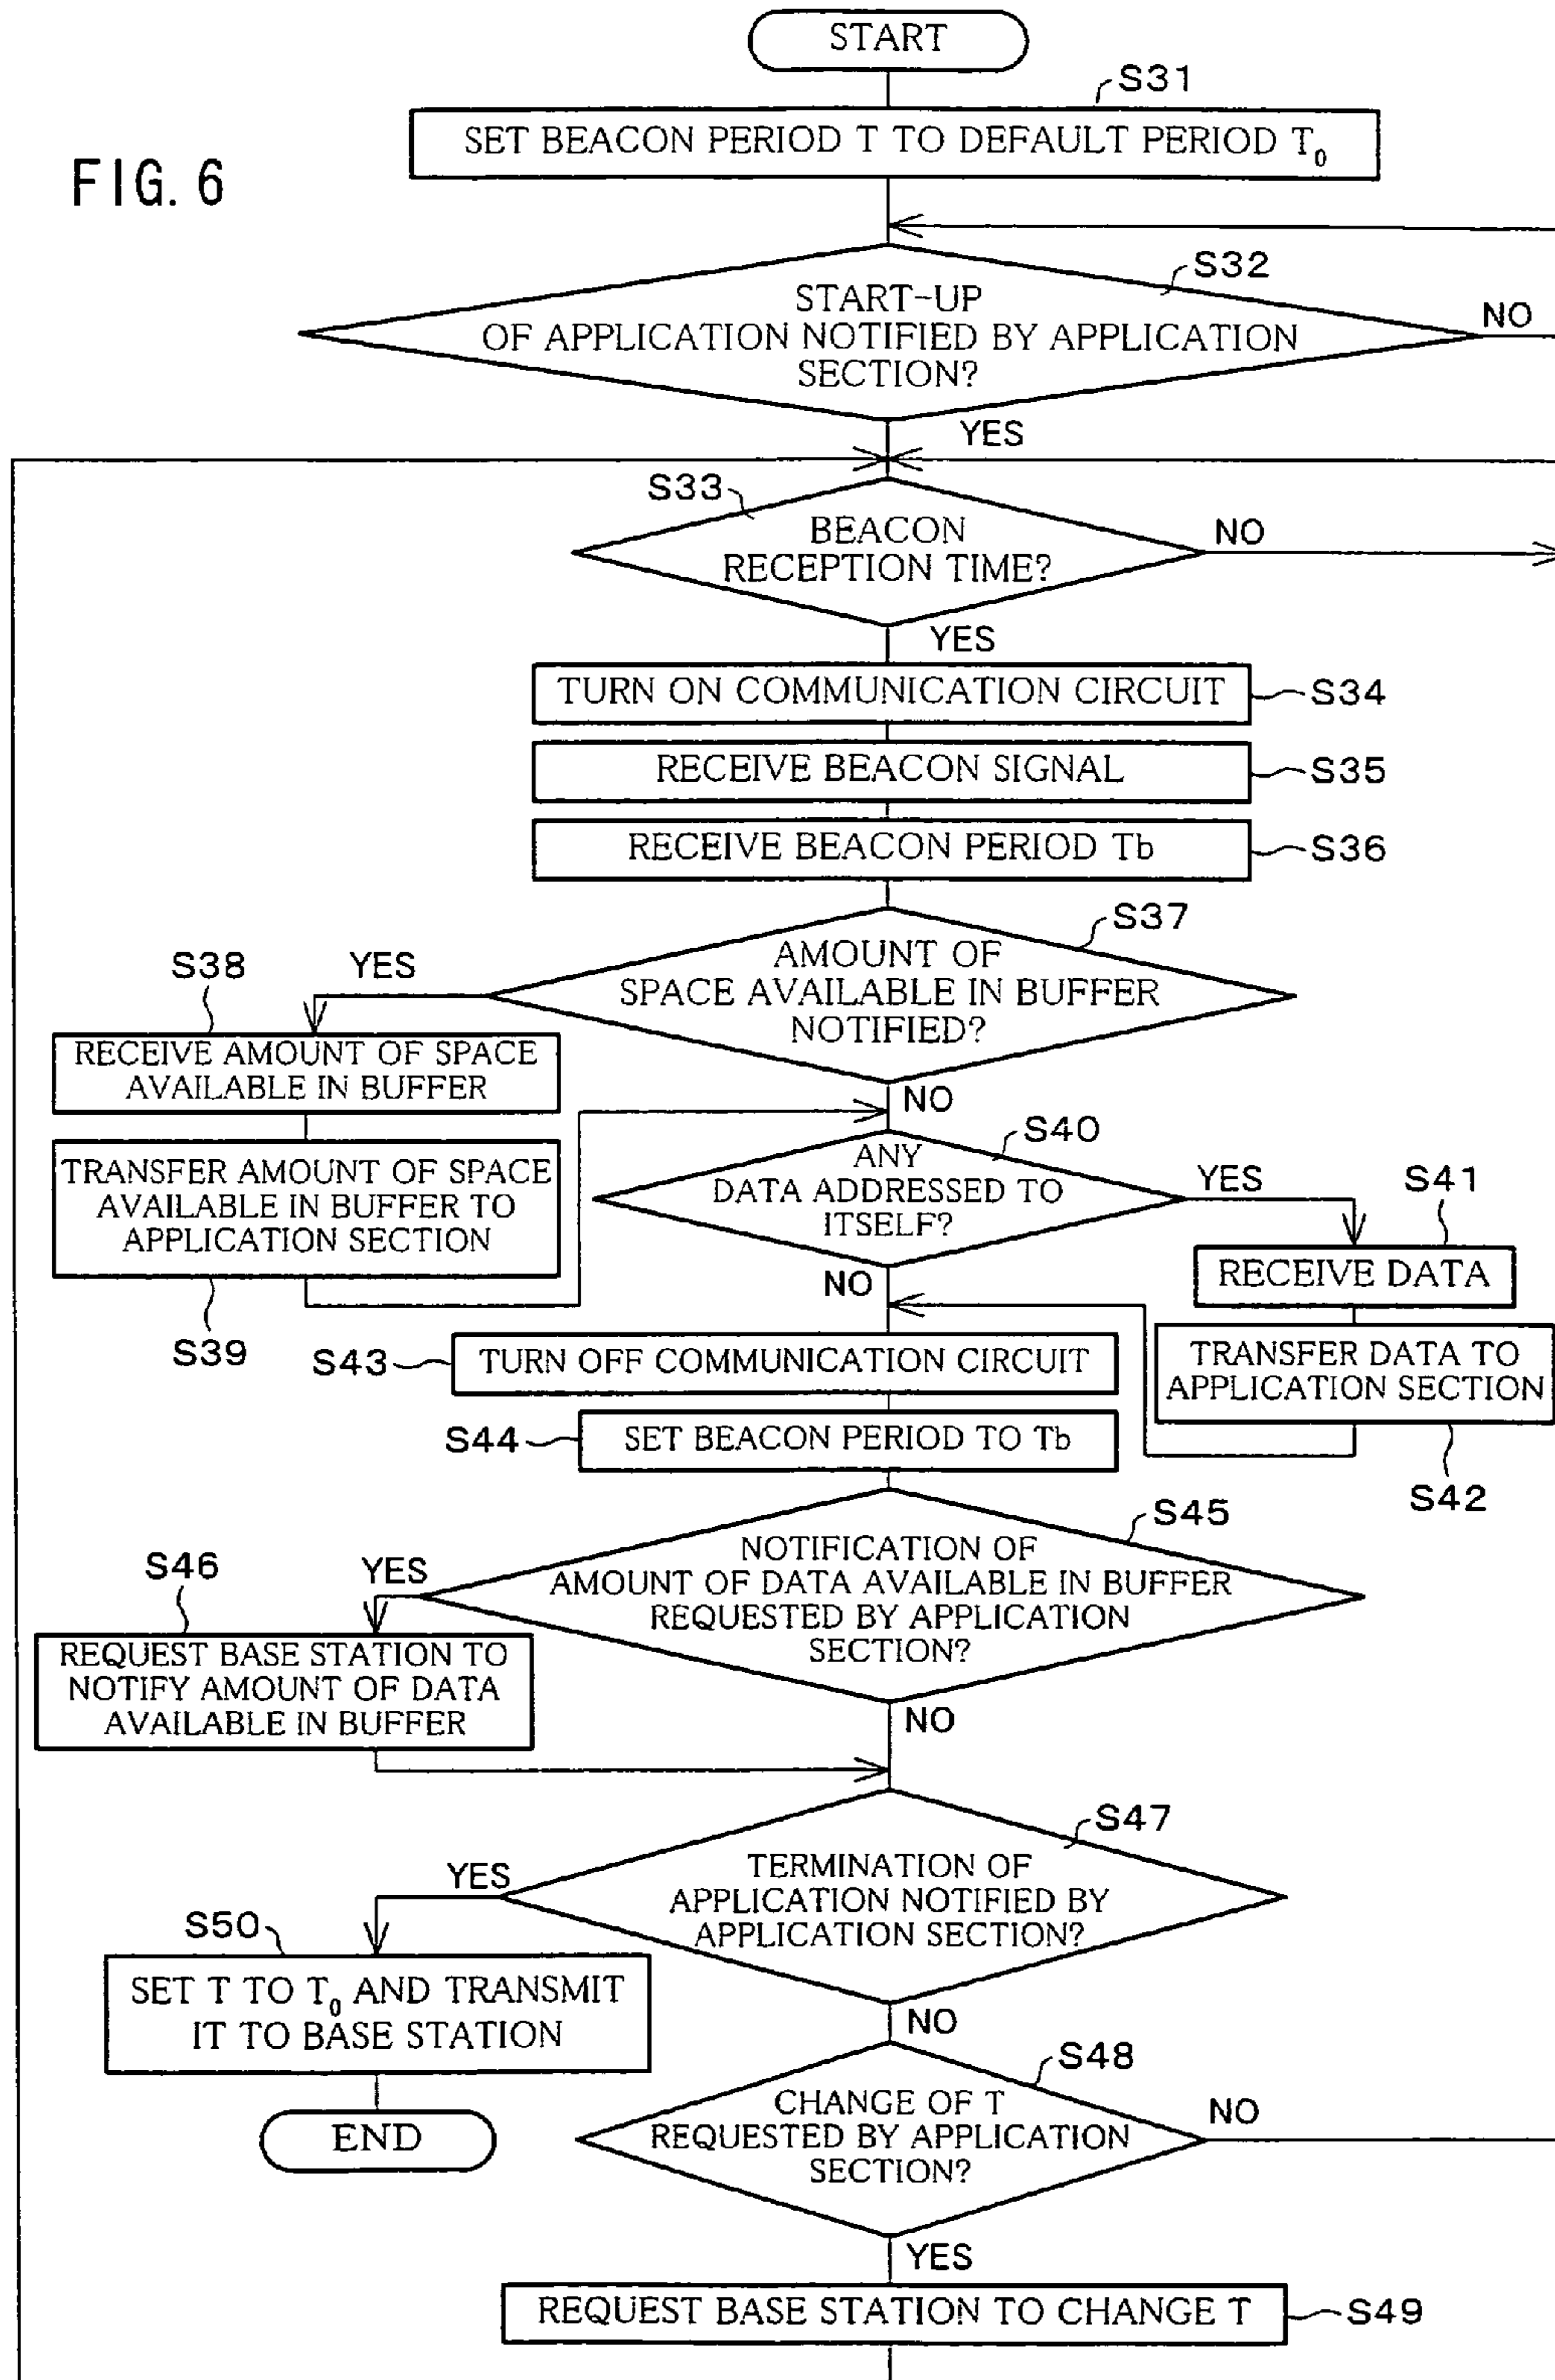 START
S31
SET BEACON PERIOD T TO DEFAULT PERIOD T₀
FIG. 6
S32
START-UP
OF APPLICATION NOTIFIED BY APPLICATION
SECTION?
NO
YES
S33
BEACON
RECEPTION TIME?
NO
YES
TURN ON COMMUNICATION CIRCUIT
S34
RECEIVE BEACON SIGNAL
S35
RECEIVE BEACON PERIOD Tb
S36
S37
AMOUNT OF
SPACE AVAILABLE IN BUFFER
NOTIFIED?
YES
S38
RECEIVE AMOUNT OF SPACE
AVAILABLE IN BUFFER
NO
TRANSFER AMOUNT OF SPACE
AVAILABLE IN BUFFER TO
APPLICATION SECTION
S39
S40
ANY
DATA ADDRESSED TO
ITSELF?
YES
S41
RECEIVE DATA
NO
TRANSFER DATA TO
APPLICATION SECTION
S42
S43
TURN OFF COMMUNICATION CIRCUIT
S44
SET BEACON PERIOD TO Tb
S45
NOTIFICATION OF
AMOUNT OF DATA AVAILABLE IN BUFFER
REQUESTED BY APPLICATION
SECTION?
YES
S46
REQUEST BASE STATION TO
NOTIFY AMOUNT OF DATA
AVAILABLE IN BUFFER
NO
S47
TERMINATION OF
APPLICATION NOTIFIED BY
APPLICATION SECTION?
YES
S50
SET T TO T₀ AND TRANSMIT
IT TO BASE STATION
END
NO
S48
CHANGE OF T
REQUESTED BY APPLICATION
SECTION?
NO
YES
REQUEST BASE STATION TO CHANGE T
S49